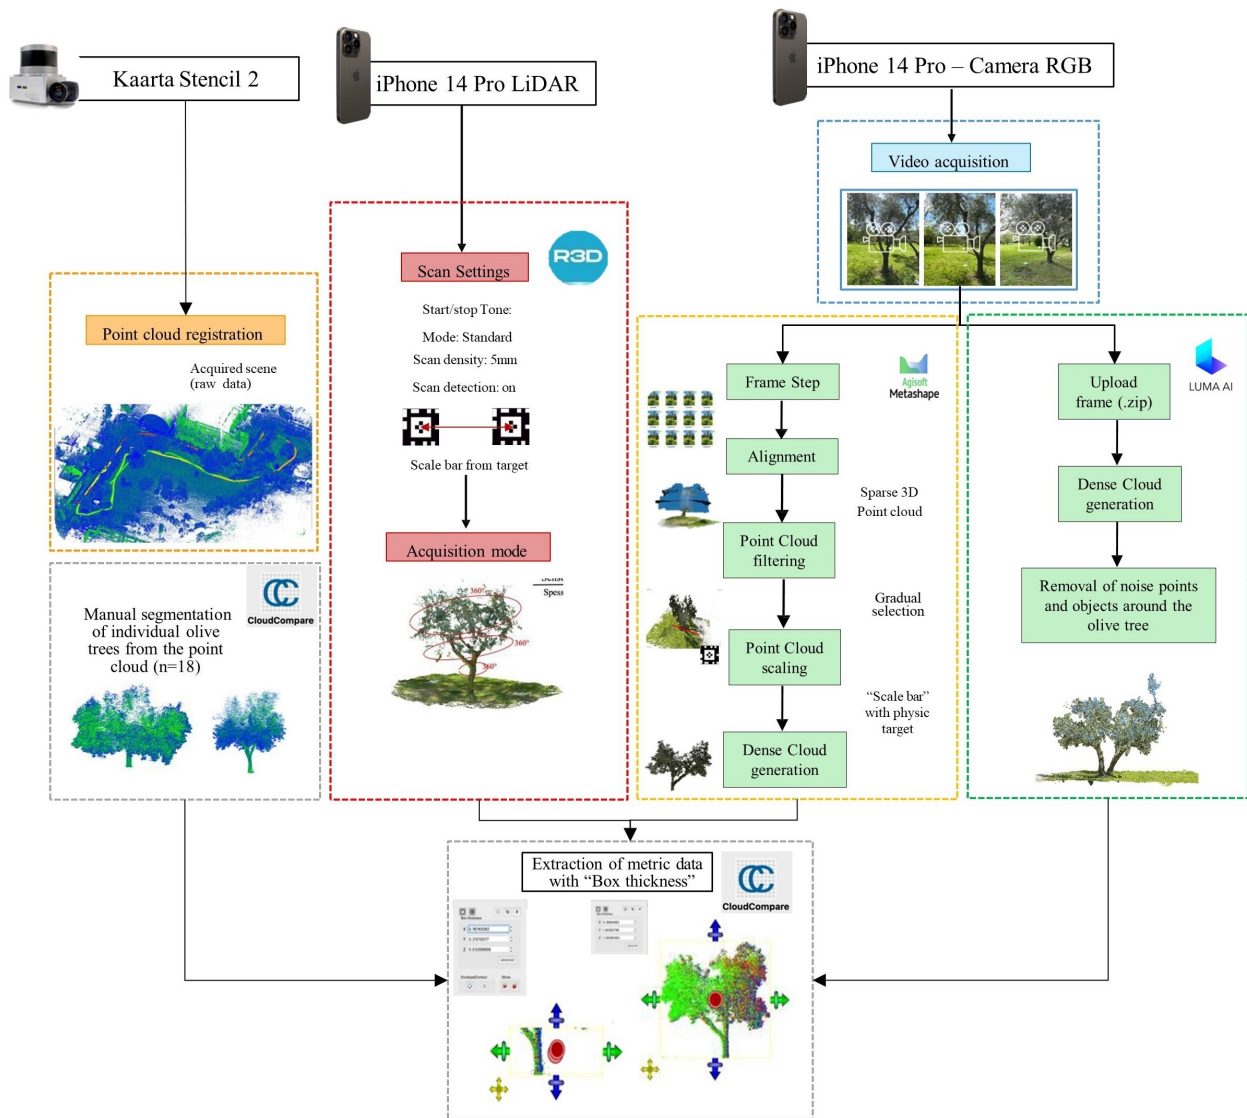 Kaarta Stencil 2
iPhone 14 Pro LiDAR
iPhone 14 Pro – Camera RGB
Point cloud registration
Acquired scene
(raw data)
CloudCompare
Manual segmentation
of individual olive
trees from the point
cloud (n=18)
R3D
Scan Settings
Start/stop Tone:
Mode: Standard
Scan density: 5mm
Scan detection: on
Scale bar from target
Acquisition mode
Spess
360°
360°
360°
Video acquisition
Agisoft
Metashape
Frame Step
Alignment
Sparse 3D
Point cloud
Point Cloud
filtering
Gradual
selection
Point Cloud
scaling
“Scale bar”
with physic
target
Dense Cloud
generation
LUMA AI
Upload
frame (.zip)
Dense Cloud
generation
Removal of noise points
and objects around the
olive tree
Extraction of metric data
with “Box thickness”
CloudCompare
X
Y
Z